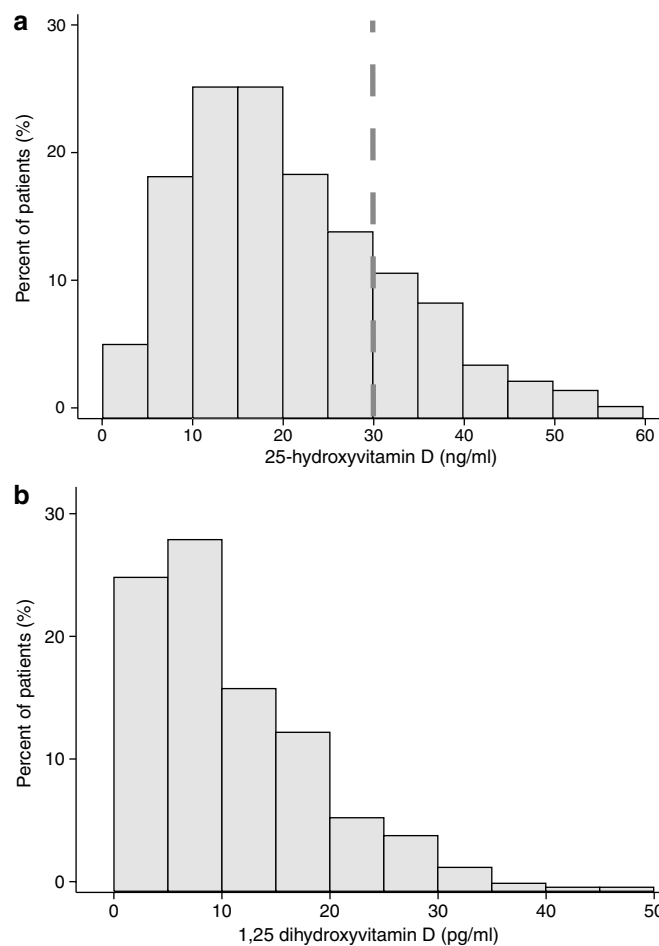 a
30
20
10
0
Percent of patients (%)
0 10 20 30 40 50 60
25-hydroxyvitamin D (ng/ml)
b
30
20
10
0
Percent of patients (%)
0 10 20 30 40 50
1,25 dihydroxyvitamin D (pg/ml)